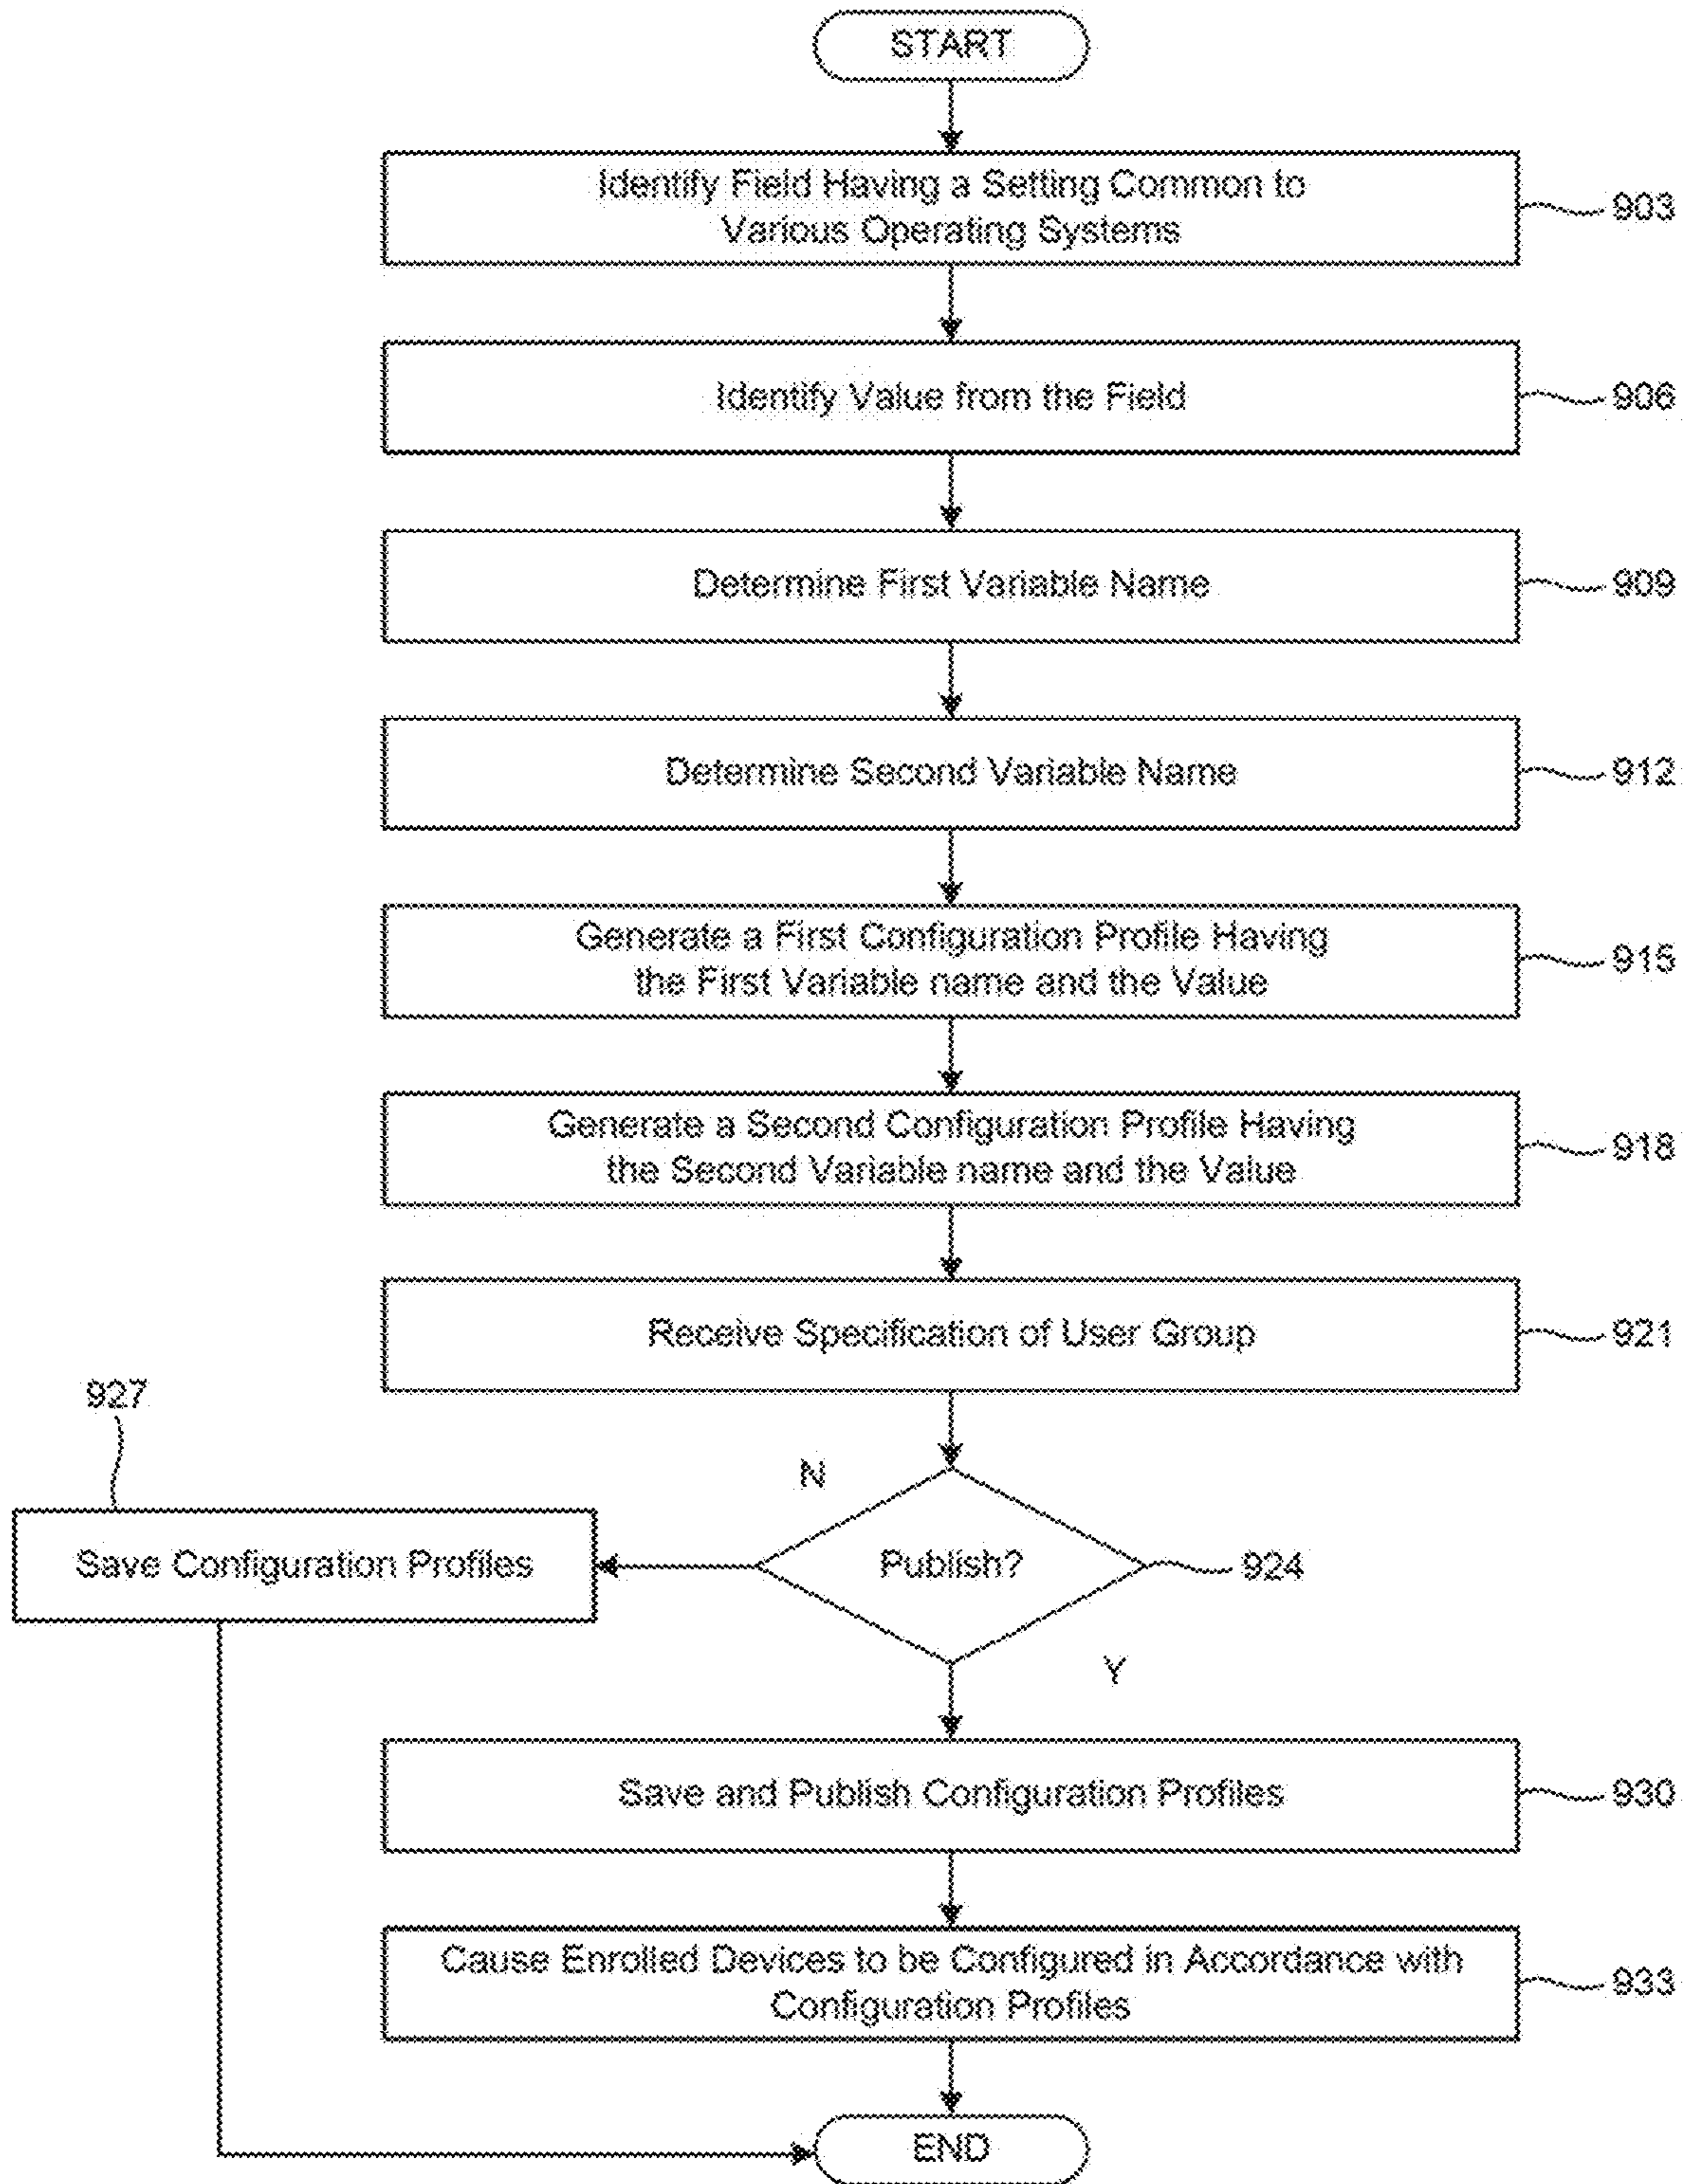 START
Identify Field Having a Setting Common to
Various Operating Systems
903
Identify Value from the Field
906
Determine First Variable Name
909
Determine Second Variable Name
912
Generate a First Configuration Profile Having
the First Variable name and the Value
915
Generate a Second Configuration Profile Having
the Second Variable name and the Value
918
Receive Specification of User Group
921
927
N
Save Configuration Profiles
Publish?
924
Y
Save and Publish Configuration Profiles
930
Cause Enrolled Devices to be Configured in Accordance with
Configuration Profiles
933
END